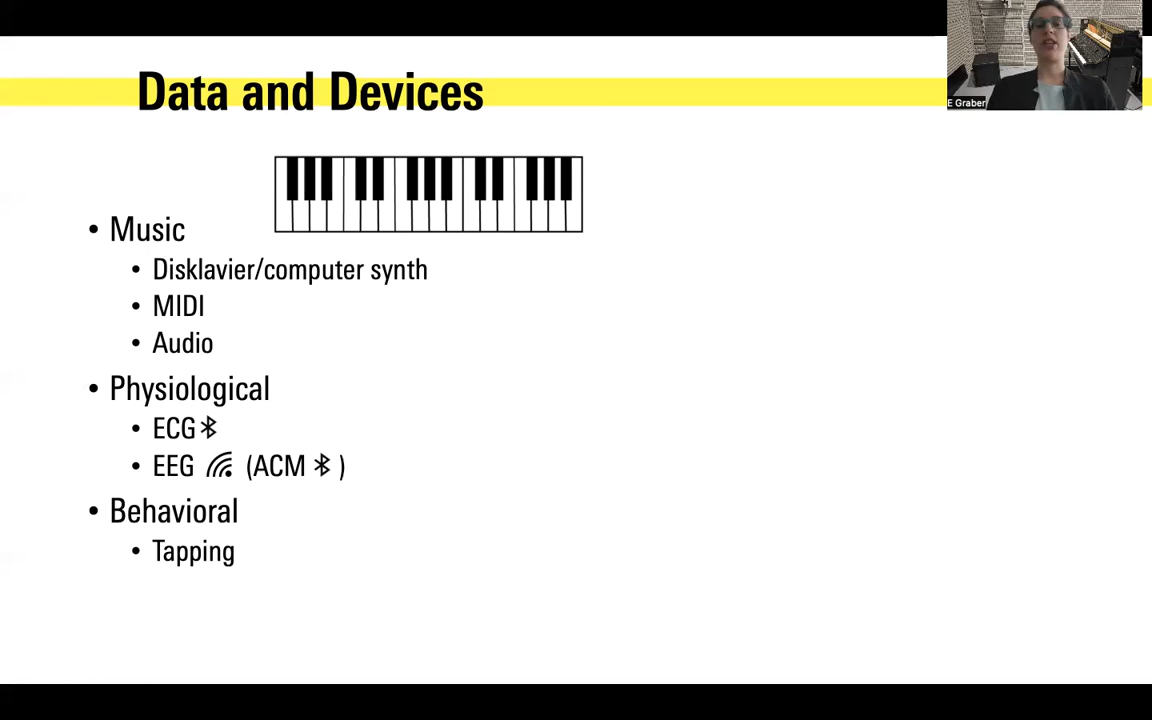 Data and Devices
E Graber
• Music
• Disklavier/computer synth
• MIDI
• Audio
• Physiological
• ECG
• EEG (ACM )
• Behavioral
• Tapping